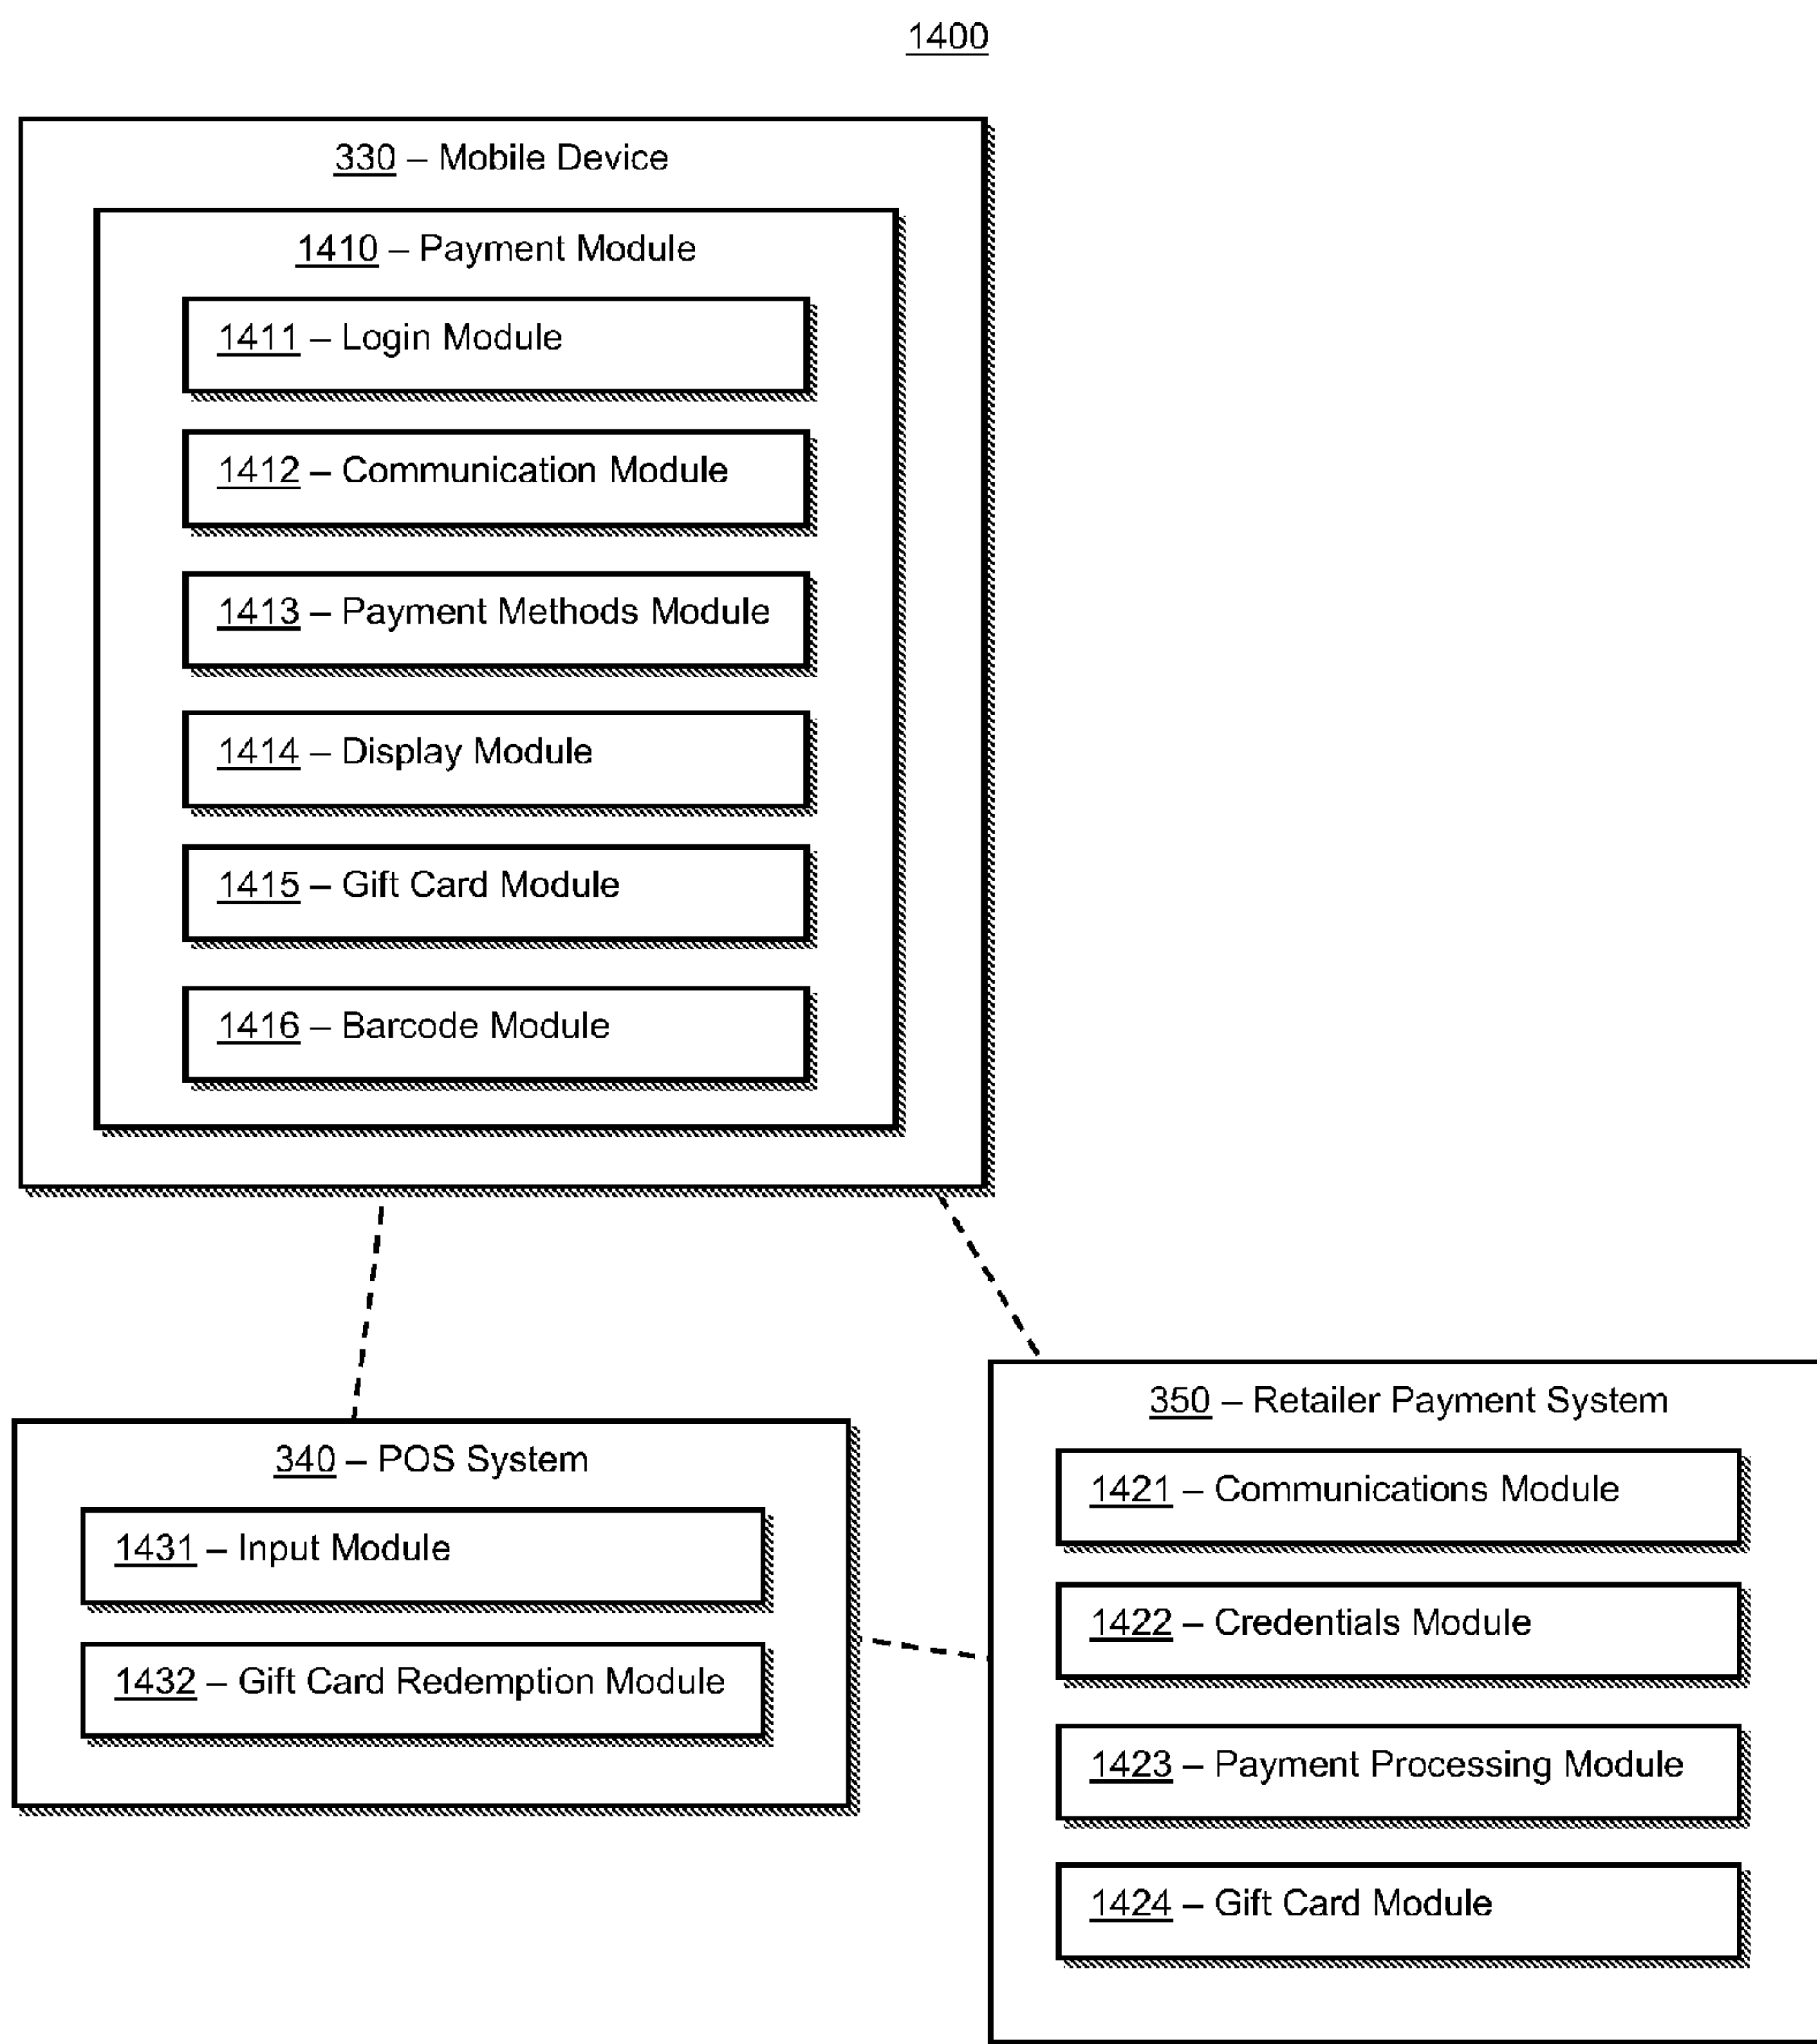 1400
330 – Mobile Device
1410 – Payment Module
1411 – Login Module
1412 – Communication Module
1413 – Payment Methods Module
1414 – Display Module
1415 – Gift Card Module
1416 – Barcode Module
340 – POS System
1431 – Input Module
1432 – Gift Card Redemption Module
350 – Retailer Payment System
1421 – Communications Module
1422 – Credentials Module
1423 – Payment Processing Module
1424 – Gift Card Module